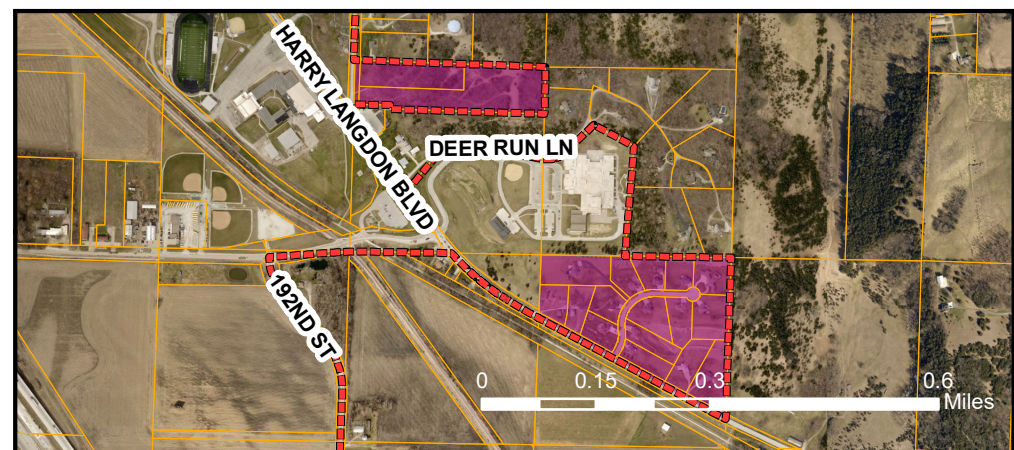 HARRY LANGDON BLVD
DEER RUN LN
192ND ST
0 0.15 0.3 0.6
Miles